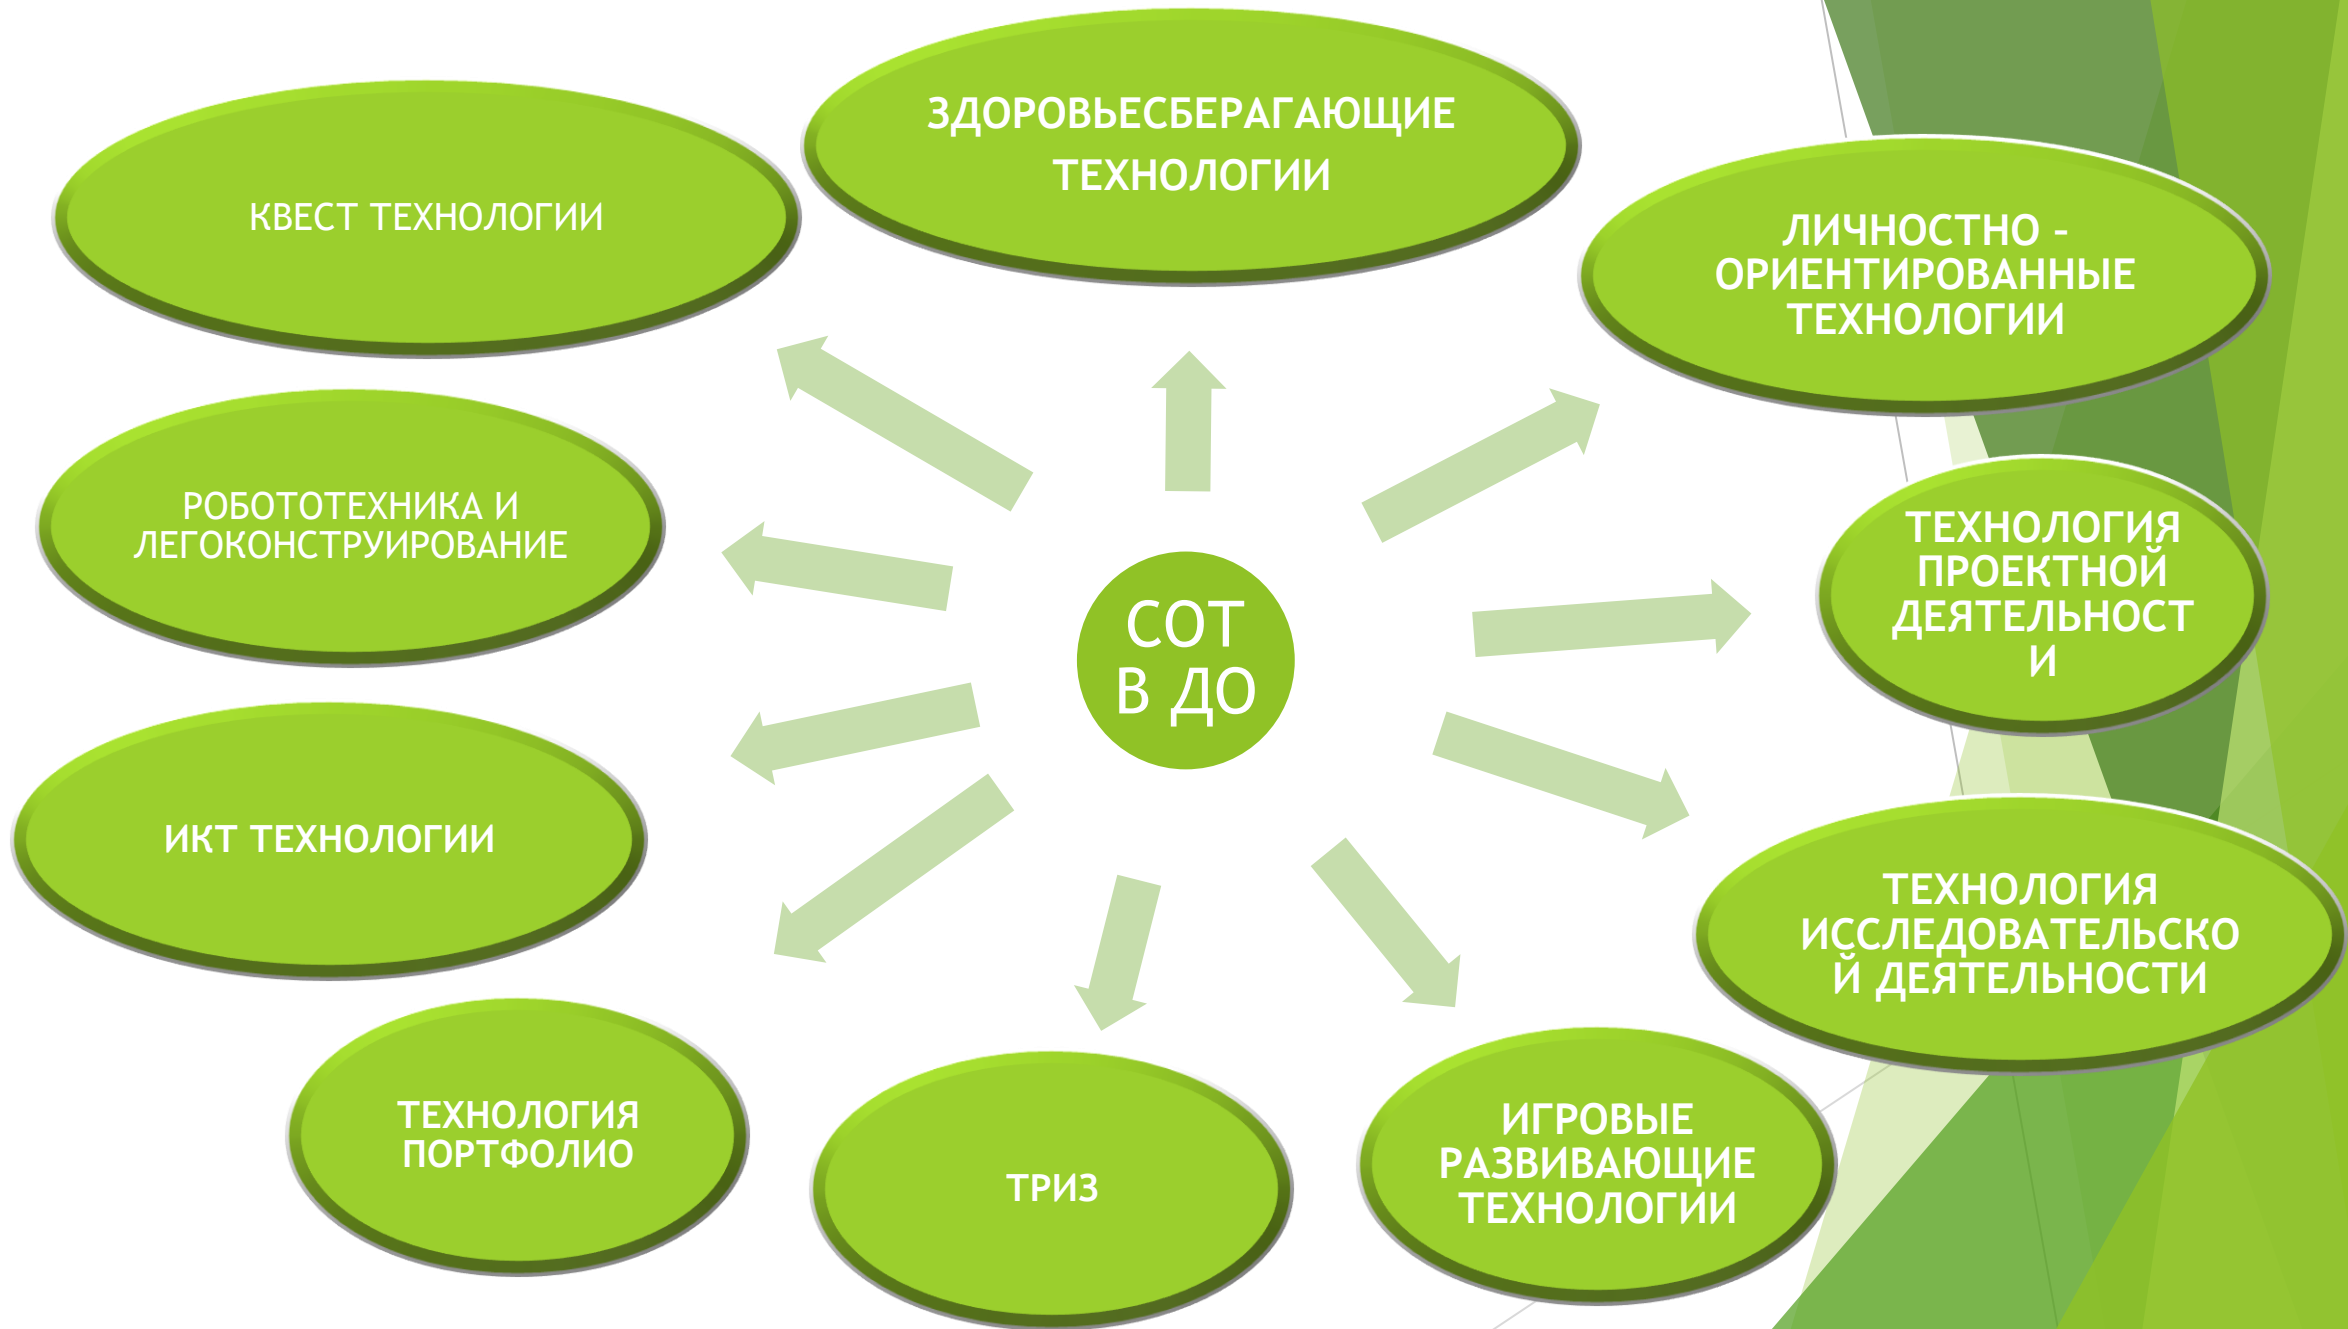 ЗДОРОВЬЕСБЕРАГАЮЩИЕ
ТЕХНОЛОГИИ
КВЕСТ ТЕХНОЛОГИИ
ЛИЧНОСТНО –
ОРИЕНТИРОВАННЫЕ
ТЕХНОЛОГИИ
РОБОТОТЕХНИКА И
ЛЕГОКОНСТРУИРОВАНИЕ
ТЕХНОЛОГИЯ
ПРОЕКТНОЙ
ДЕЯТЕЛЬНОСТ
И
СОТ
В ДО
ИКТ ТЕХНОЛОГИИ
ТЕХНОЛОГИЯ
ИССЛЕДОВАТЕЛЬСКО
Й ДЕЯТЕЛЬНОСТИ
ТЕХНОЛОГИЯ
ПОРТФОЛИО
ТРИЗ
ИГРОВЫЕ
РАЗВИВАЮЩИЕ
ТЕХНОЛОГИИ